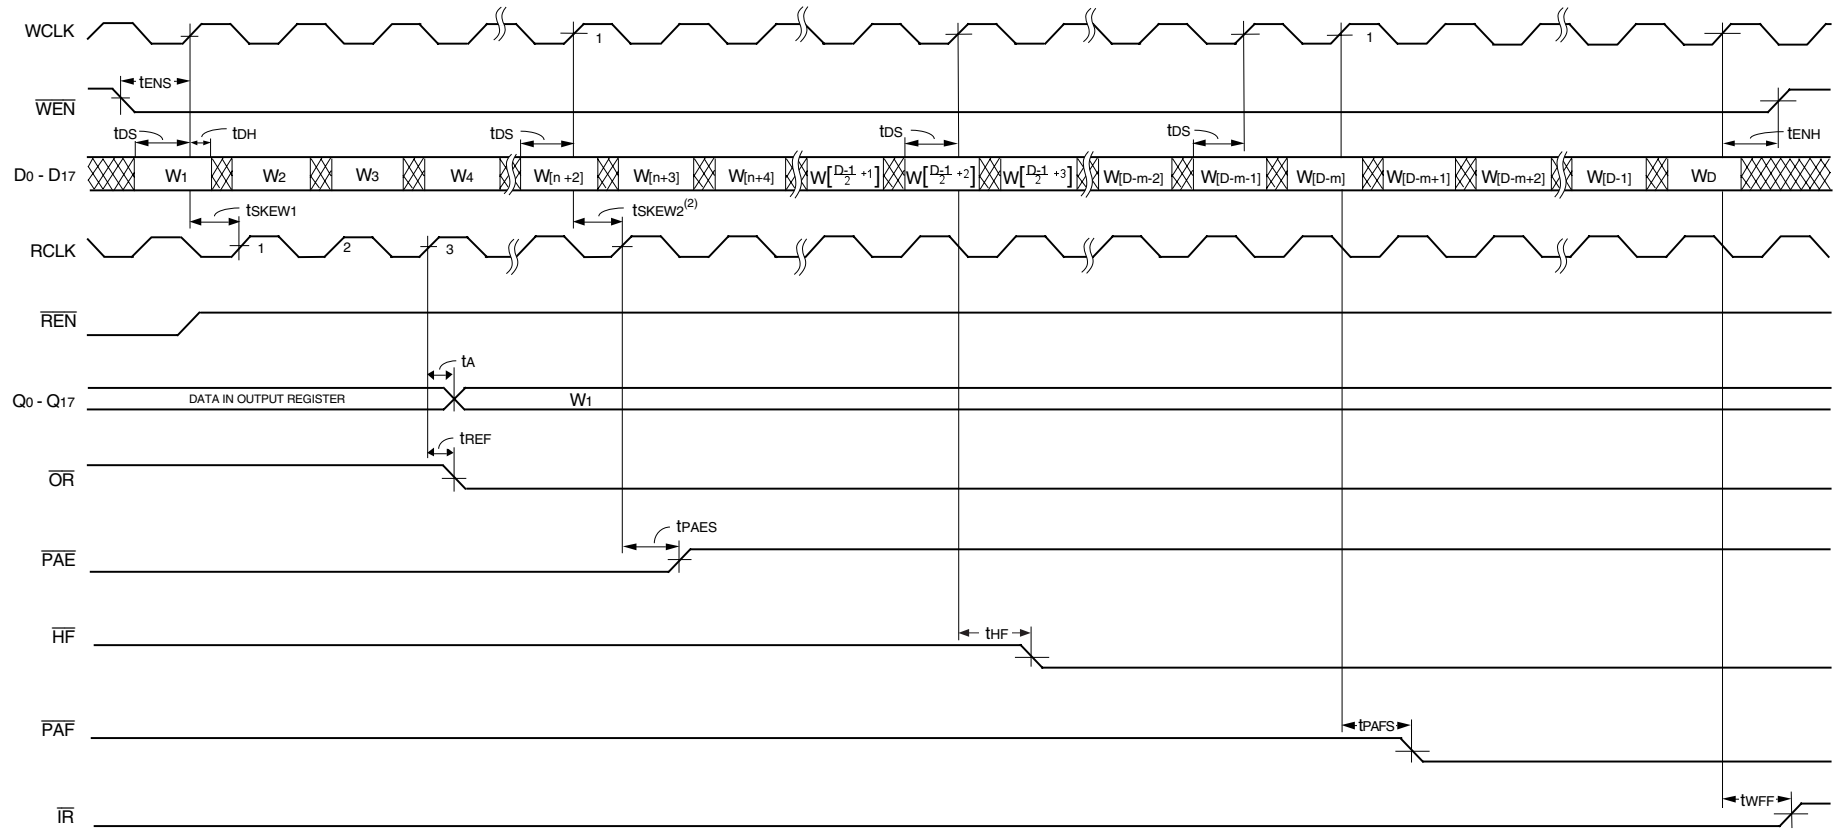 WCLK 1 1
tENS
WEN
tDS tDH tDS tDS tDS tENH
D0 - D17 W1 W2 W3 W4 W[n +2] W[n+3] W[n+4] W[D-1/2 +1] W[D-1/2 +2] W[D-1/2 +3] W[D-m-2] W[D-m-1] W[D-m] W[D-m+1] W[D-m+2] W[D-1] WD
tSKEW1 tSKEW2(2)
RCLK 1 2 3
REN
tA
Q0 - Q17 DATA IN OUTPUT REGISTER W1
tREF
OR
tPAES
PAE
HF tHF
PAF tPAFS
IR tWFF